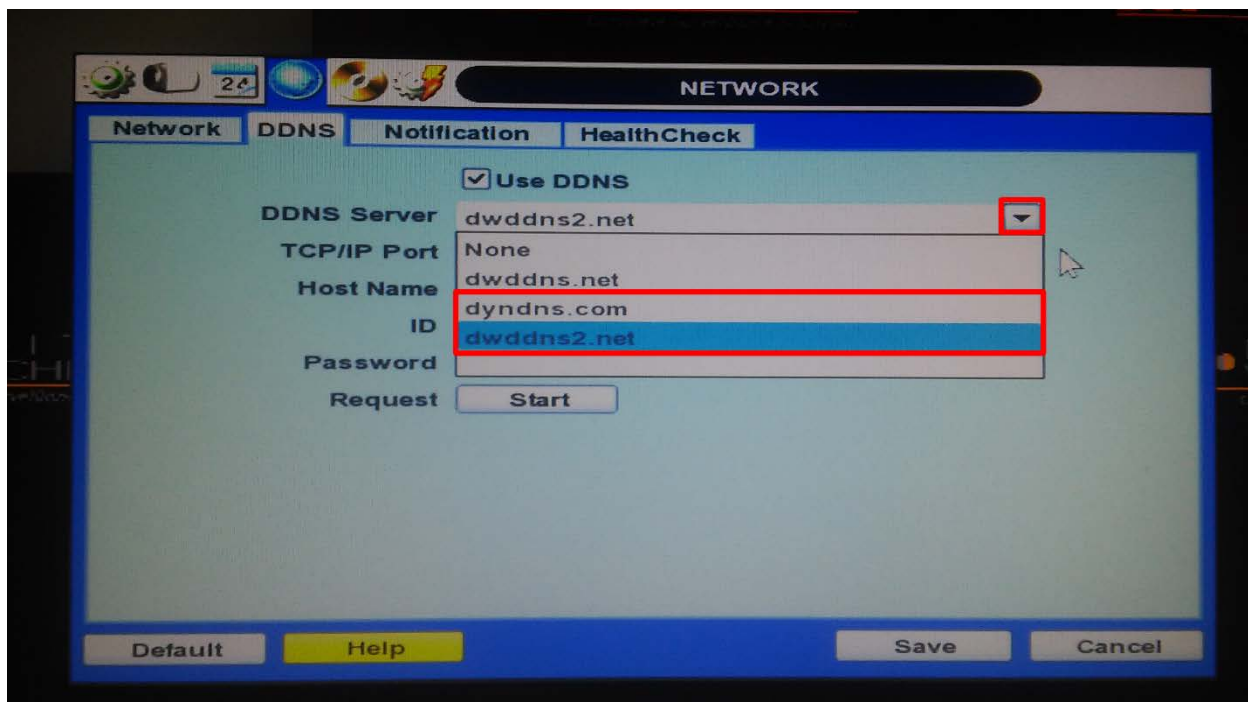 24
NETWORK
Network DDNS Notification HealthCheck
Use DDNS
DDNS Server dwddns2.net
TCP/IP Port None
dwddns.net
Host Name
dyndns.com
ID
dwddns2.net
Password
Request Start
Default Help Save Cancel